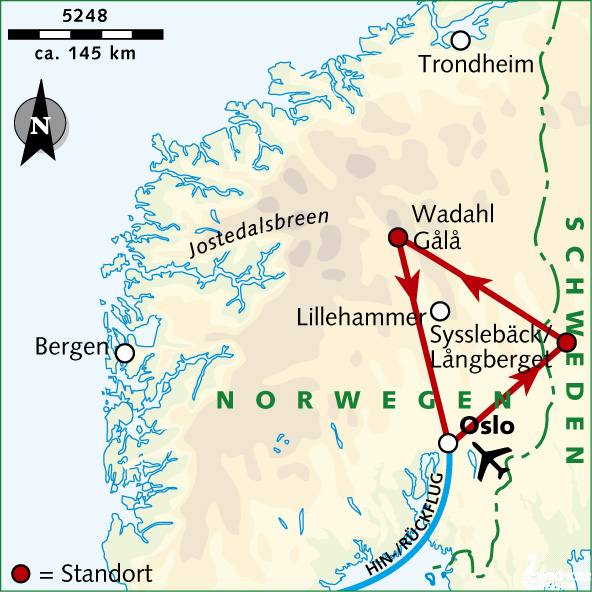 5248
ca. 145 km
N
Trondheim
Wadahl
Gålå
Jostedalsbreen
SCHWEDEN
Lillehammer
Sysslebäck/
Långberget
Bergen
NORWEGEN
Oslo
HIN-/RÜCKFLUG
= Standort